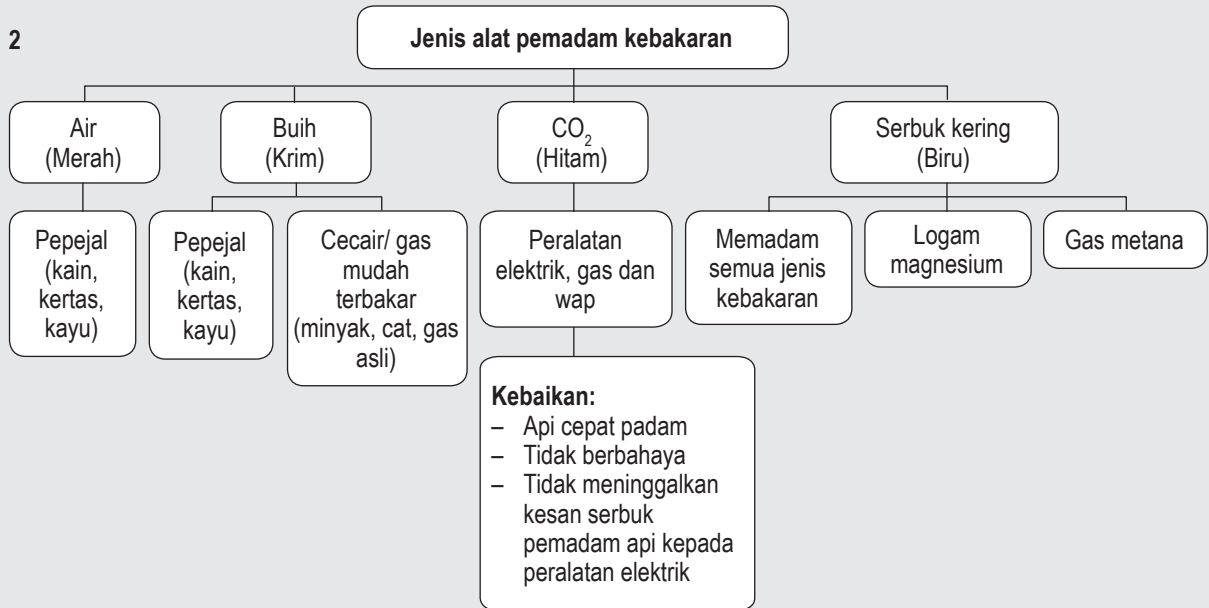 2
Jenis alat pemadam kebakaran
Air
(Merah)
Buih
(Krim)
CO₂
(Hitam)
Serbuk kering
(Biru)
Pepejal
(kain,
kertas,
kayu)
Pepejal
(kain,
kertas,
kayu)
Cecair/ gas
mudah
terbakar
(minyak, cat, gas
asli)
Peralatan
elektrik, gas dan
wap
Memadam
semua jenis
kebakaran
Logam
magnesium
Gas metana
Kebaikan:
– Api cepat padam
– Tidak berbahaya
– Tidak meninggalkan
kesan serbuk
pemadam api kepada
peralatan elektrik